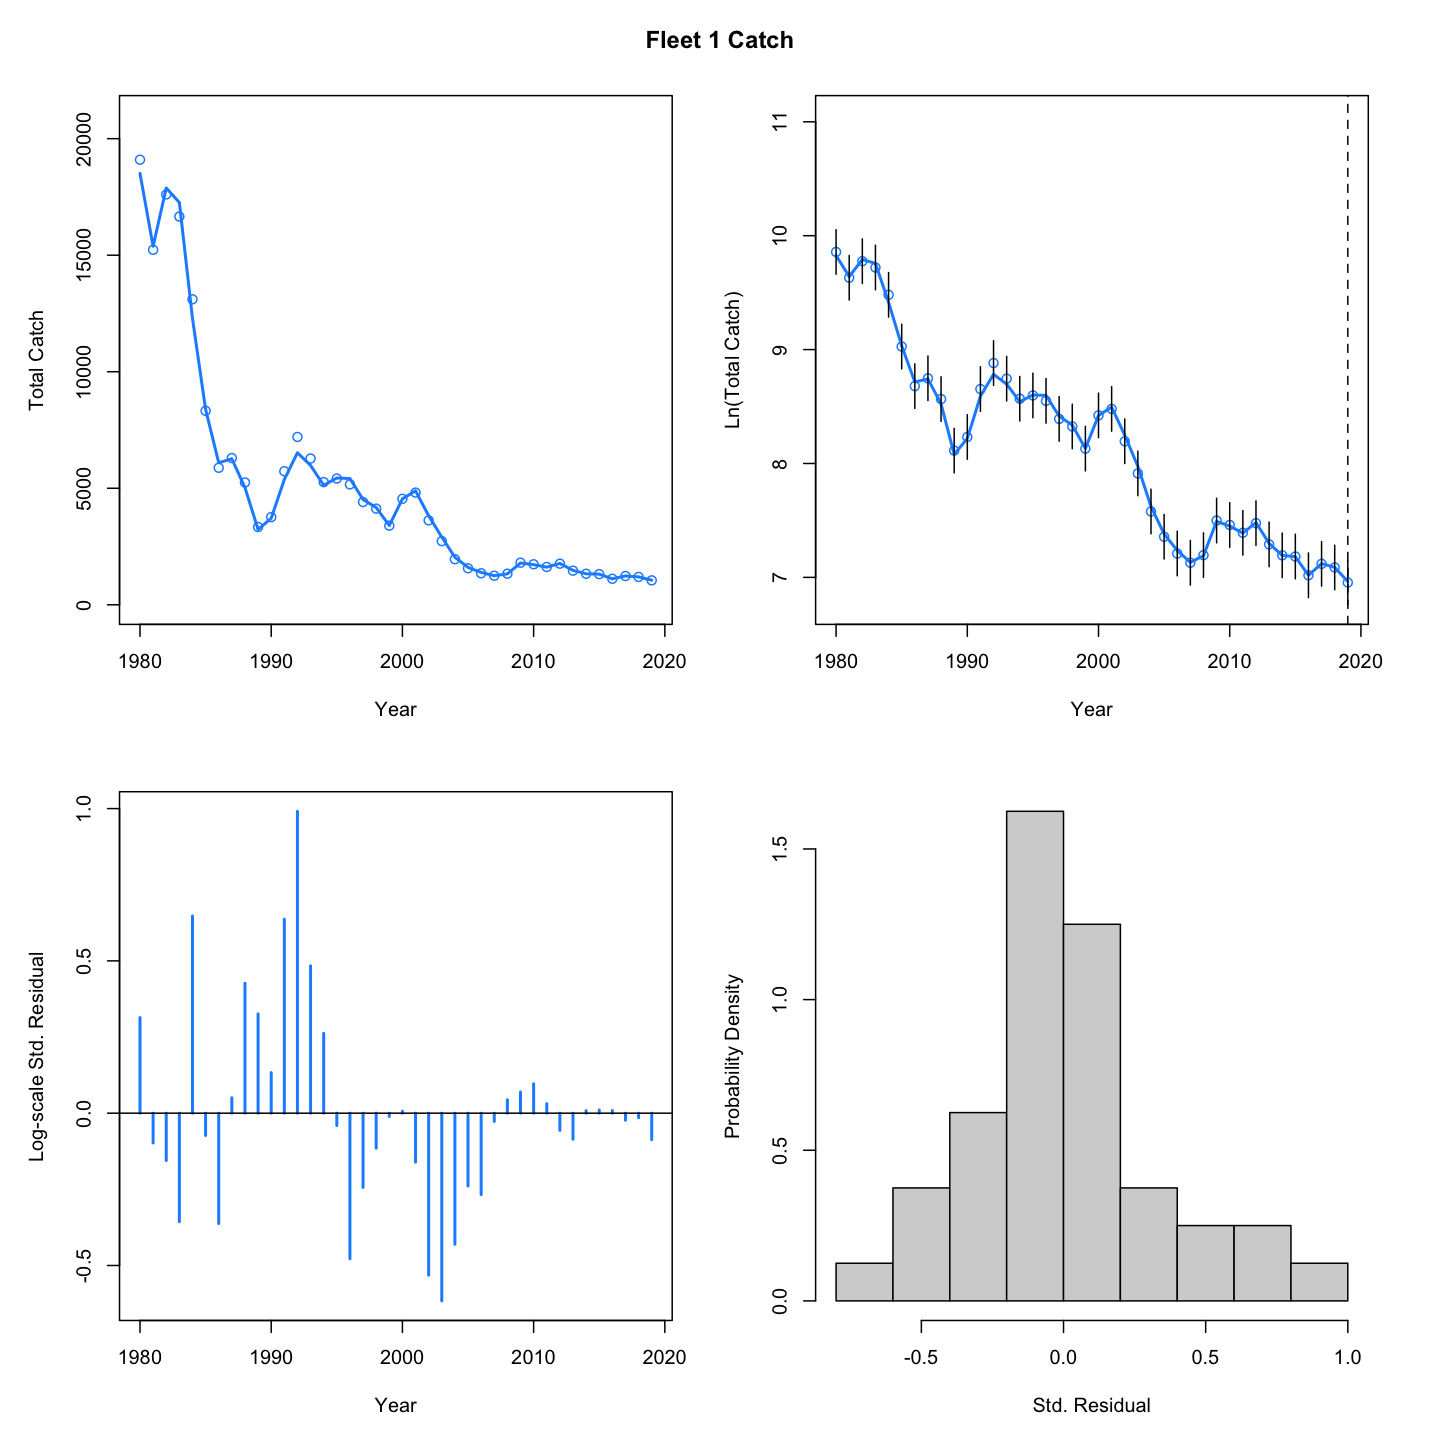 Fleet 1 Catch
Total Catch
0 5000 10000 15000 20000
1980 1990 2000 2010 2020
Year
Ln(Total Catch)
7 8 9 10 11
1980 1990 2000 2010 2020
Year
Log-scale Std. Residual
-0.5 0.0 0.5 1.0
1980 1990 2000 2010 2020
Year
Probability Density
0.0 0.5 1.0 1.5
-0.5 0.0 0.5 1.0
Std. Residual